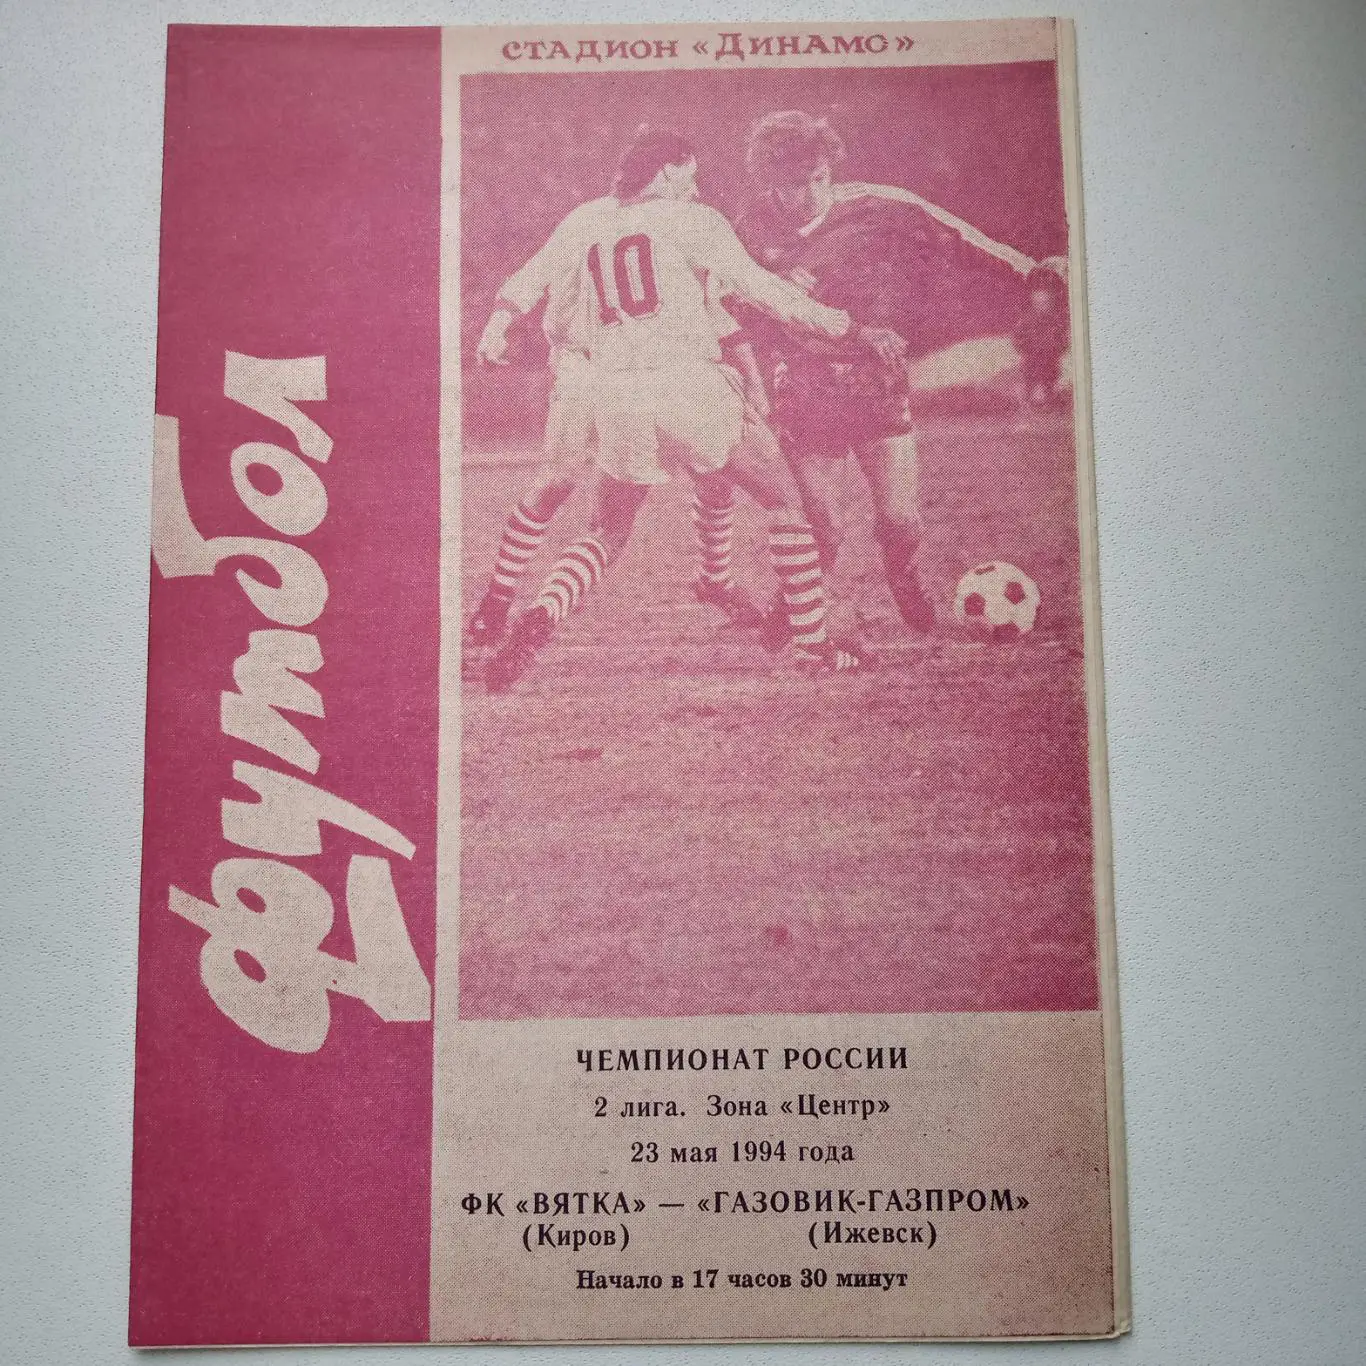 футбол
СТАДИОН «ДИНАМО»
10
ЧЕМПИОНАТ РОССИИ
2 лига. Зона «Центр»
23 мая 1994 года
ФК «ВЯТКА» — «ГАЗОВИК-ГАЗПРОМ»
(Киров) (Ижевск)
Начало в 17 часов 30 минут